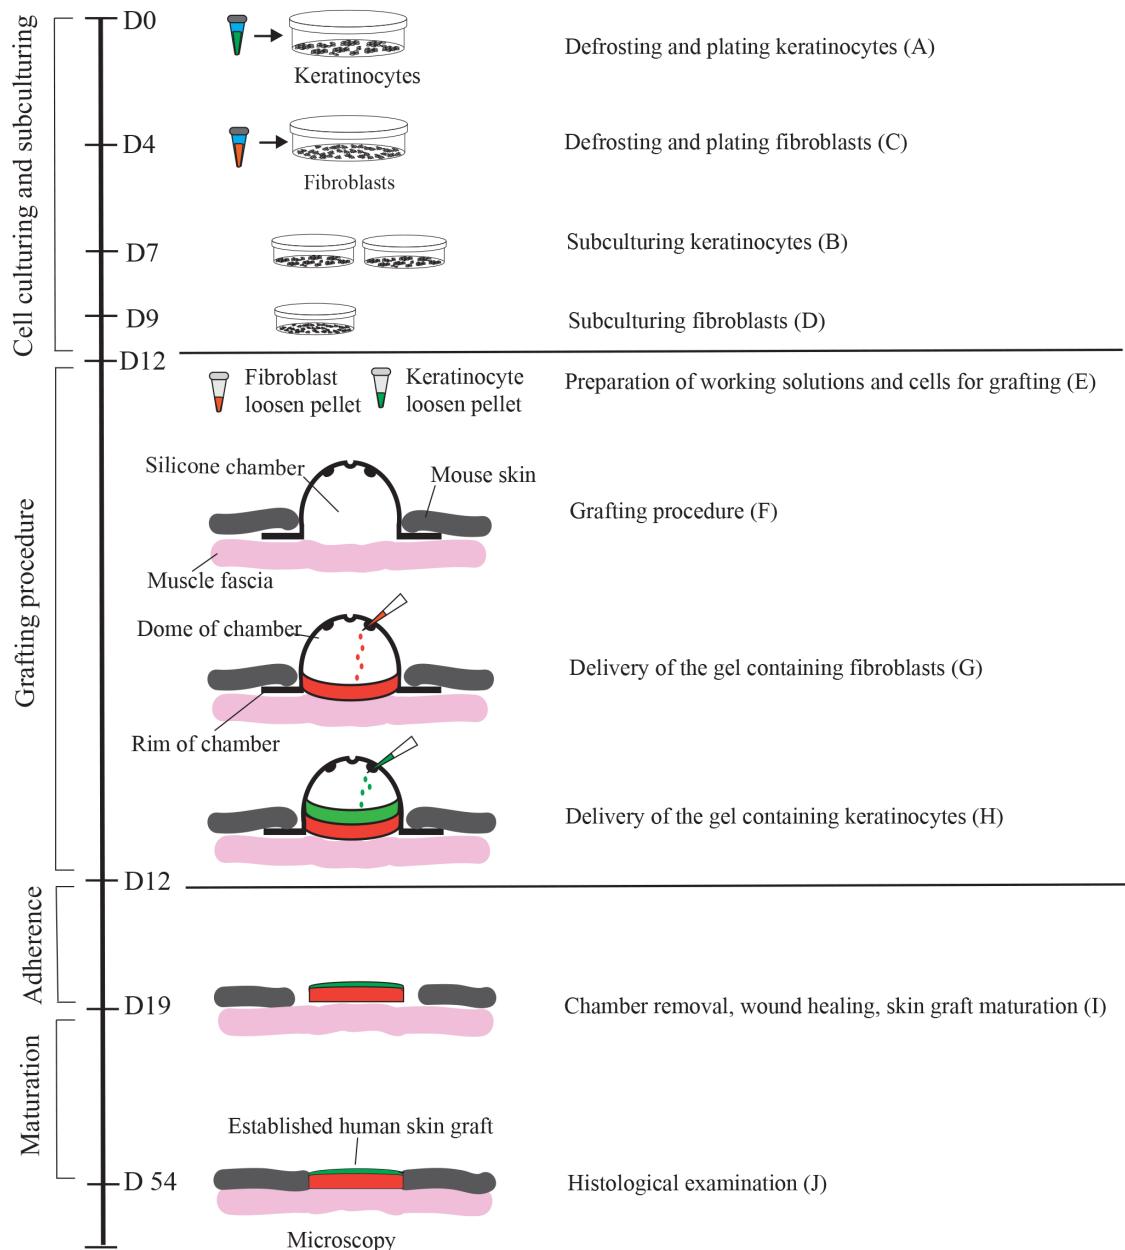 Cell culturing and subculturing
D0
Keratinocytes
Defrosting and plating keratinocytes (A)
D4
Fibroblasts
Defrosting and plating fibroblasts (C)
D7
Subculturing keratinocytes (B)
D9
Subculturing fibroblasts (D)
D12
Grafting procedure
Fibroblast
loosen pellet
Keratinocyte
loosen pellet
Preparation of working solutions and cells for grafting (E)
Silicone chamber
Mouse skin
Muscle fascia
Grafting procedure (F)
Dome of chamber
Rim of chamber
Delivery of the gel containing fibroblasts (G)
Delivery of the gel containing keratinocytes (H)
D12
Adherence
D19
Chamber removal, wound healing, skin graft maturation (I)
Maturation
Established human skin graft
D 54
Histological examination (J)
Microscopy